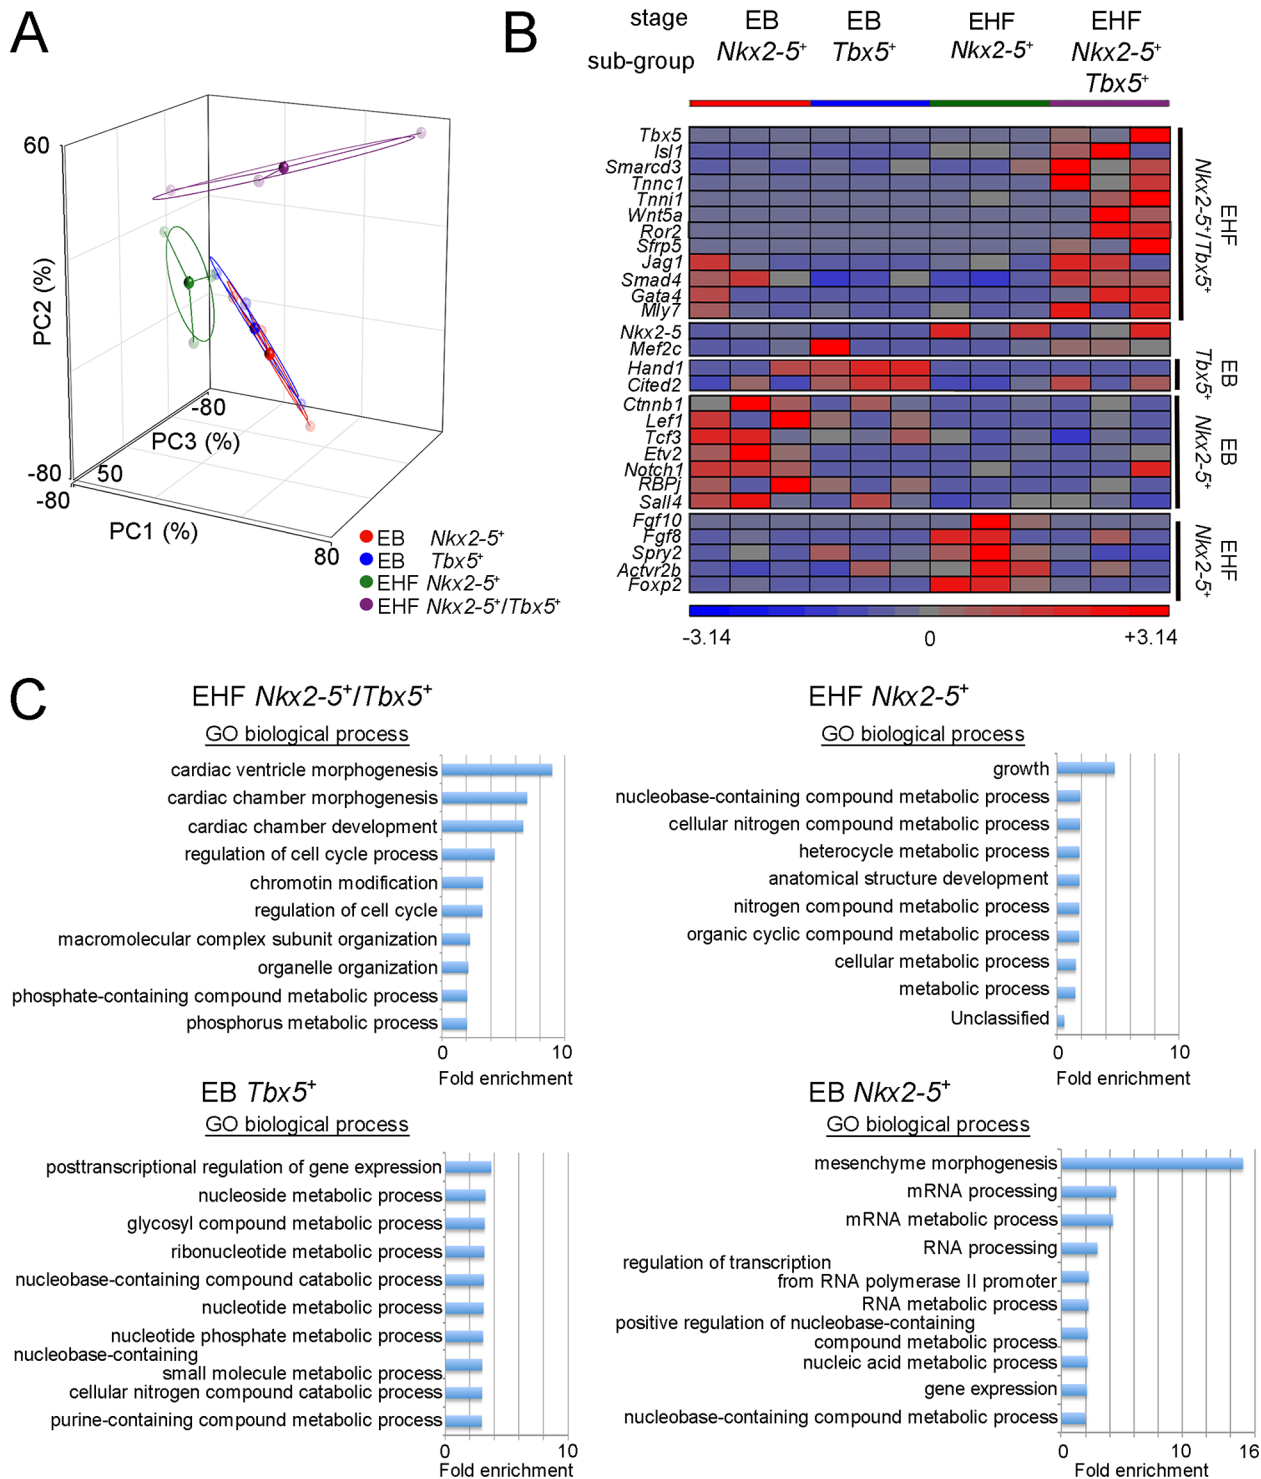 A
60
PC2 (%)
-80
-80
50
PC3 (%)
-80
PC1 (%)
80
EB Nkx2-5+
EB Tbx5+
EHF Nkx2-5+
EHF Nkx2-5+/Tbx5+
B
stage EB EB EHF EHF
sub-group Nkx2-5+ Tbx5+ Nkx2-5+ Nkx2-5+
Tbx5+
Tbx5
Isl1
Smarcd3
Tnnc1
Tnni1
Wnt5a
Ror2
Sfrp5
Jag1
Smad4
Gata4
Mly7
EHF
Nkx2-5+/Tbx5+
Nkx2-5
Mef2c
Hand1
Cited2
EB
Tbx5+
Ctnnb1
Lef1
Tcf3
Etv2
Notch1
RBPj
Sall4
EB
Nkx2-5+
Fgf10
Fgf8
Spry2
Actvr2b
Foxp2
EHF
Nkx2-5+
-3.14 0 +3.14
C
EHF Nkx2-5+/Tbx5+
GO biological process
cardiac ventricle morphogenesis
cardiac chamber morphogenesis
cardiac chamber development
regulation of cell cycle process
chromotin modification
regulation of cell cycle
macromolecular complex subunit organization
organelle organization
phosphate-containing compound metabolic process
phosphorus metabolic process
0 10
Fold enrichment
EHF Nkx2-5+
GO biological process
growth
nucleobase-containing compound metabolic process
cellular nitrogen compound metabolic process
heterocycle metabolic process
anatomical structure development
nitrogen compound metabolic process
organic cyclic compound metabolic process
cellular metabolic process
metabolic process
Unclassified
0 10
Fold enrichment
EB Tbx5+
GO biological process
posttranscriptional regulation of gene expression
nucleoside metabolic process
glycosyl compound metabolic process
ribonucleotide metabolic process
nucleobase-containing compound catabolic process
nucleotide metabolic process
nucleotide phosphate metabolic process
nucleobase-containing
small molecule metabolic process
cellular nitrogen compound catabolic process
purine-containing compound metabolic process
0 10
Fold enrichment
EB Nkx2-5+
GO biological process
mesenchyme morphogenesis
mRNA processing
mRNA metabolic process
RNA processing
regulation of transcription
from RNA polymerase II promoter
RNA metabolic process
positive regulation of nucleobase-containing
compound metabolic process
nucleic acid metabolic process
gene expression
nucleobase-containing compound metabolic process
0 10 16
Fold enrichment